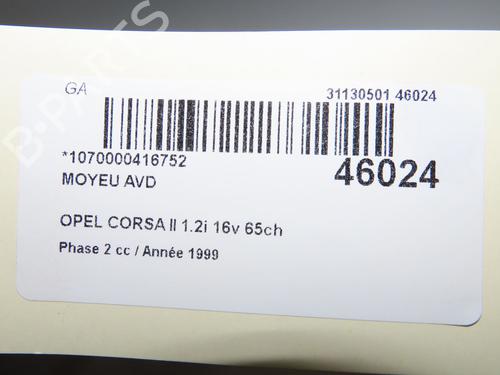 GA
31130501 46024
*1070000416752
46024
MOYEU AVD
OPEL CORSA II 1.2i 16v 65ch
Phase 2 cc / Année 1999
B-PARTS